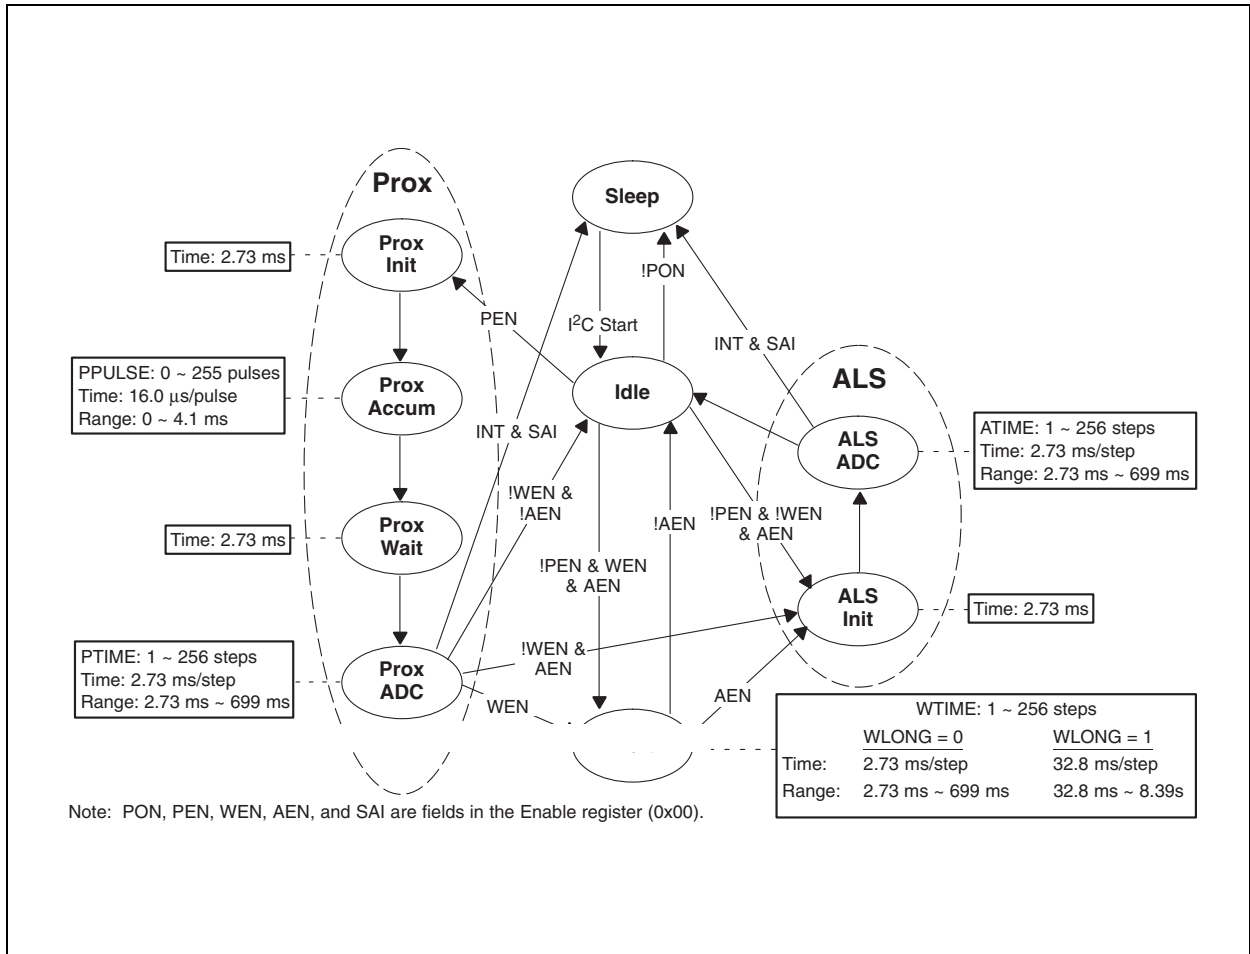 Prox
Sleep
Prox
Init
Time: 2.73 ms
!PON
PEN
I²C Start
INT & SAI
PPULSE: 0 ~ 255 pulses
Time: 16.0 µs/pulse
Range: 0 ~ 4.1 ms
Prox
Accum
Idle
ALS
INT & SAI
ALS
ADC
ATIME: 1 ~ 256 steps
Time: 2.73 ms/step
Range: 2.73 ms ~ 699 ms
!WEN &
!AEN
!AEN
!PEN & !WEN
& AEN
Prox
Wait
Time: 2.73 ms
!PEN & WEN
& AEN
ALS
Init
Time: 2.73 ms
!WEN &
AEN
PTIME: 1 ~ 256 steps
Time: 2.73 ms/step
Range: 2.73 ms ~ 699 ms
Prox
ADC
WEN
AEN
WTIME: 1 ~ 256 steps
WLONG = 0 WLONG = 1
Time: 2.73 ms/step 32.8 ms/step
Range: 2.73 ms ~ 699 ms 32.8 ms ~ 8.39s
Note: PON, PEN, WEN, AEN, and SAI are fields in the Enable register (0x00).